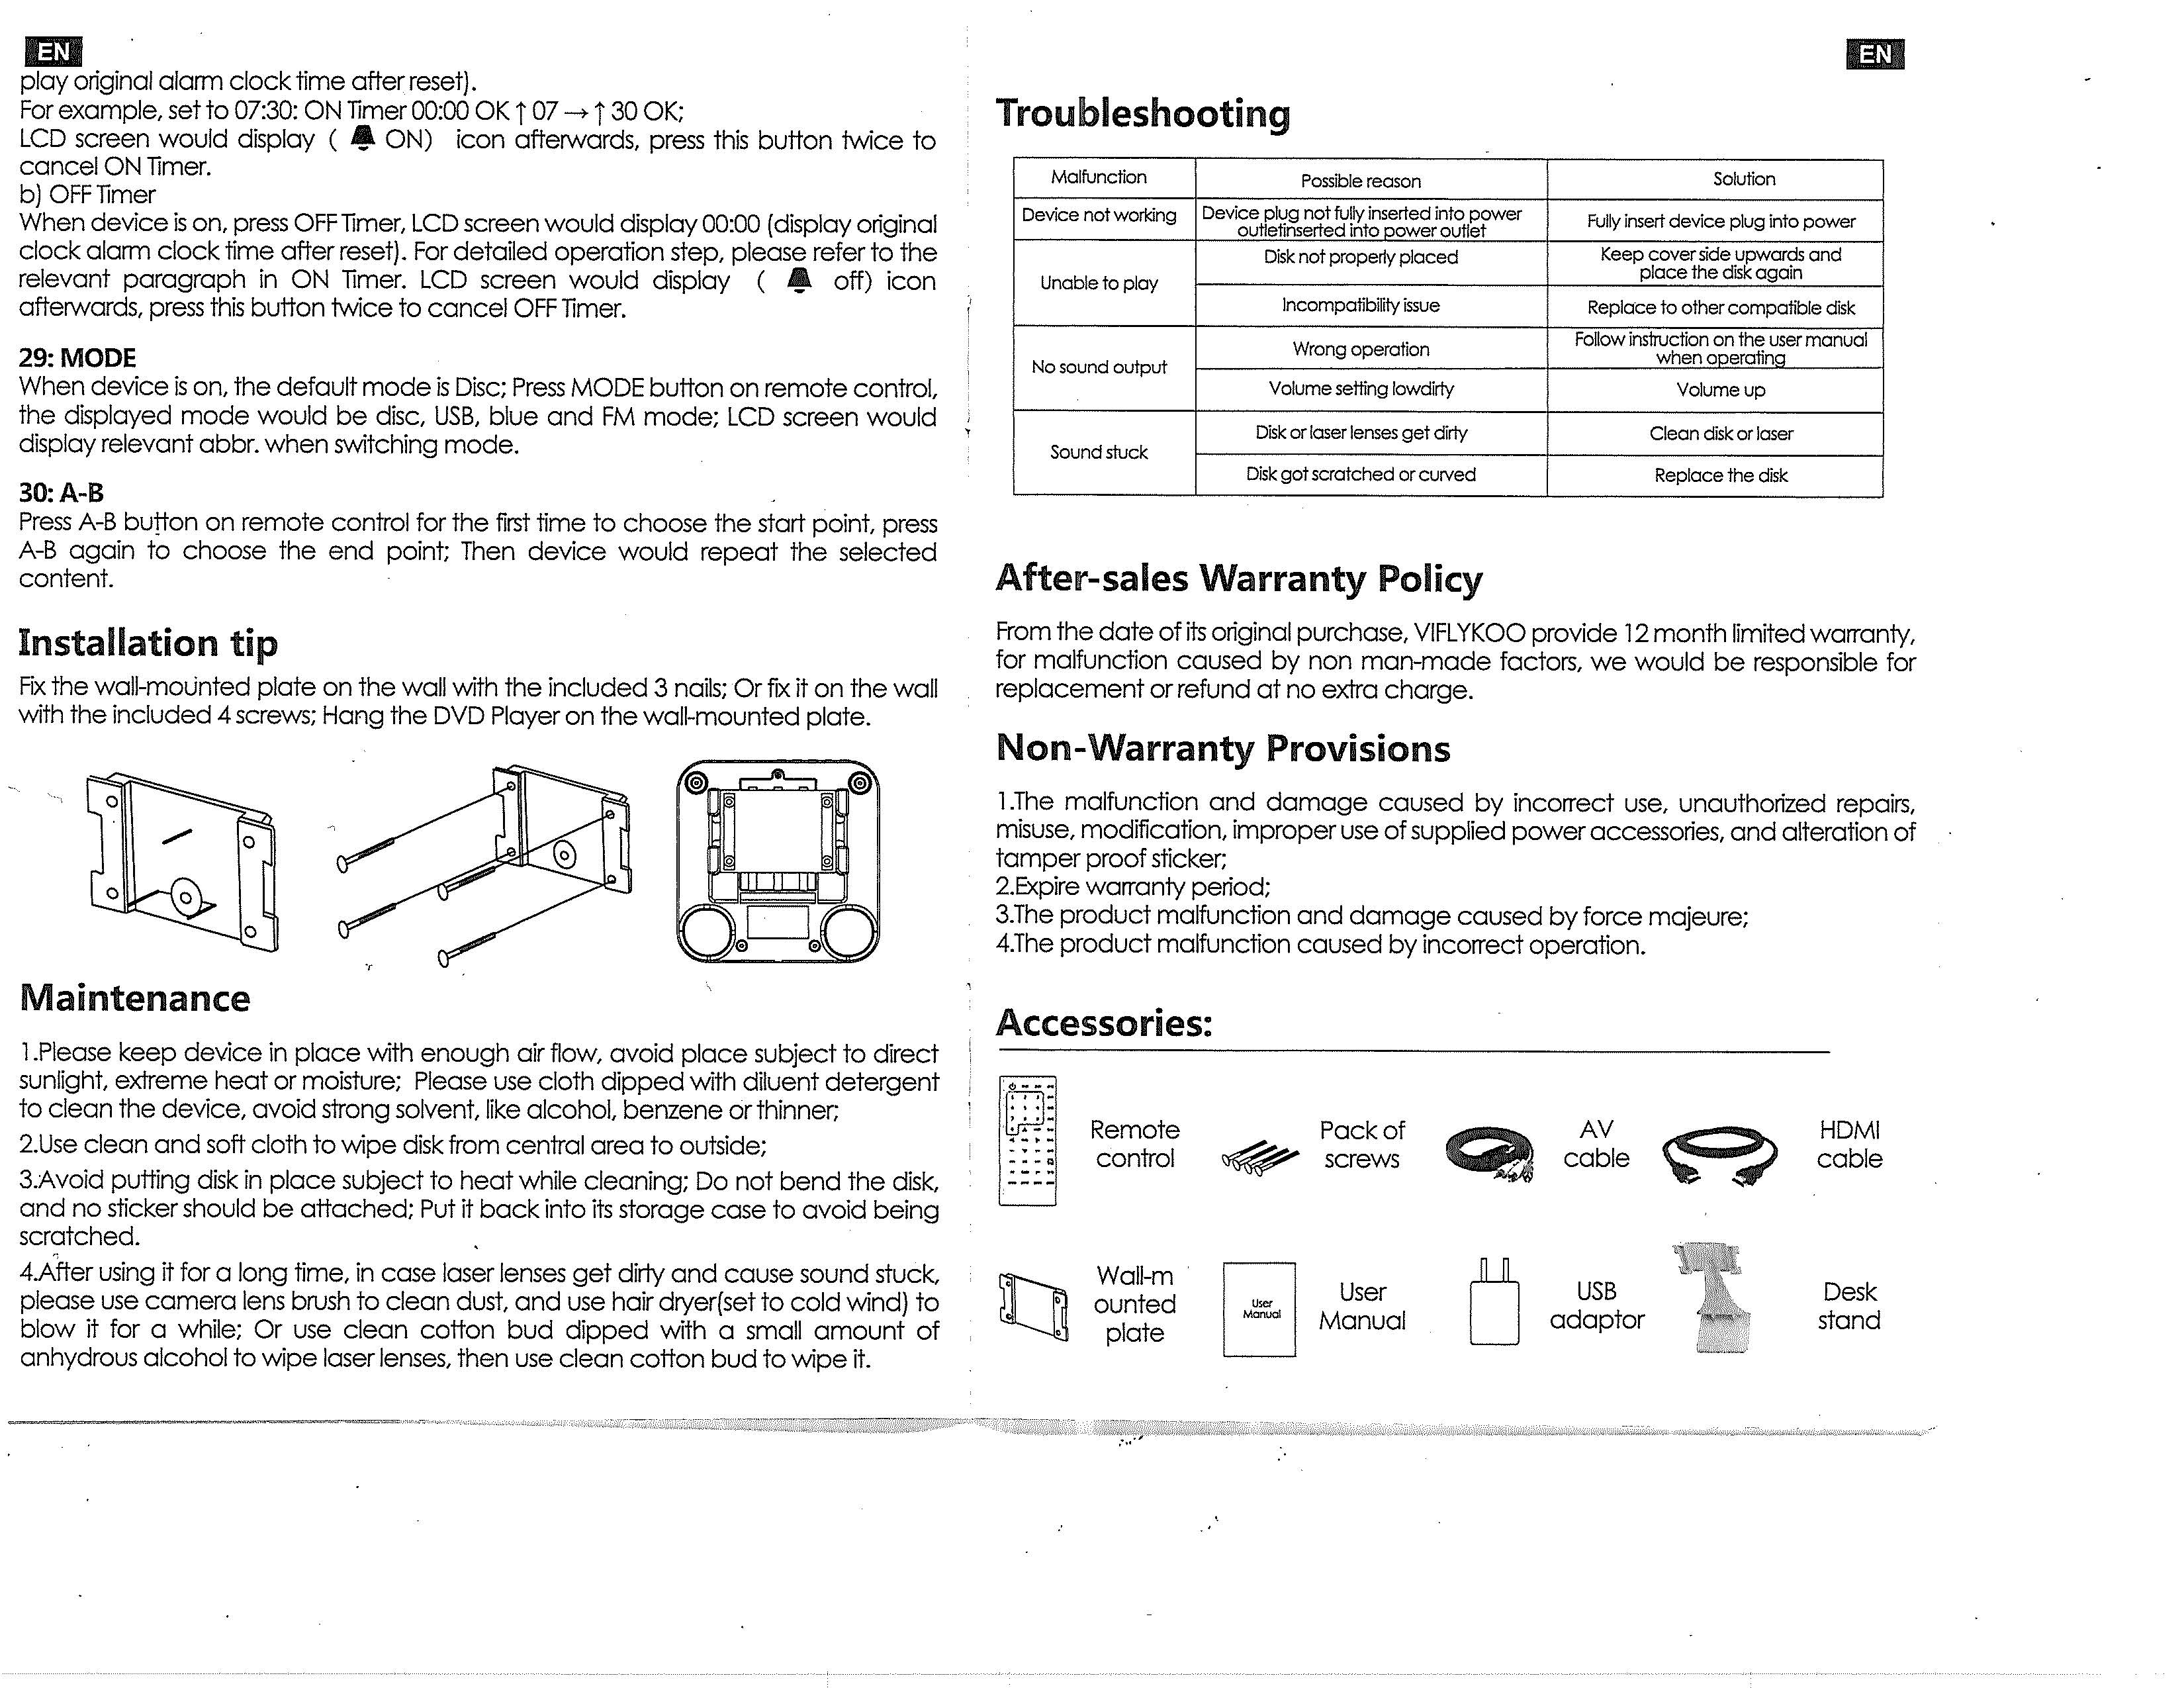 EN
play original alarm clock time after reset).
For example, set to 07:30: ON Timer 00:00 OK ↑ 07 → ↑ 30 OK;
LCD screen would display ( ON) icon afterwards, press this button twice to
cancel ON Timer.
b) OFF Timer
When device is on, press OFF Timer, LCD screen would display 00:00 (display original
clock alarm clock time after reset). For detailed operation step, please refer to the
relevant paragraph in ON Timer. LCD screen would display ( off) icon
afterwards, press this button twice to cancel OFF Timer.
29: MODE
When device is on, the default mode is Disc; Press MODE button on remote control,
the displayed mode would be disc, USB, blue and FM mode; LCD screen would
display relevant abbr. when switching mode.
30: A-B
Press A-B button on remote control for the first time to choose the start point, press
A-B again to choose the end point; Then device would repeat the selected
content.
Installation tip
Fix the wall-mounted plate on the wall with the included 3 nails; Or fix it on the wall
with the included 4 screws; Hang the DVD Player on the wall-mounted plate.
Maintenance
1.Please keep device in place with enough air flow, avoid place subject to direct
sunlight, extreme heat or moisture; Please use cloth dipped with diluent detergent
to clean the device, avoid strong solvent, like alcohol, benzene or thinner;
2.Use clean and soft cloth to wipe disk from central area to outside;
3.Avoid putting disk in place subject to heat while cleaning; Do not bend the disk,
and no sticker should be attached; Put it back into its storage case to avoid being
scratched.
4.After using it for a long time, in case laser lenses get dirty and cause sound stuck,
please use camera lens brush to clean dust, and use hair dryer(set to cold wind) to
blow it for a while; Or use clean cotton bud dipped with a small amount of
anhydrous alcohol to wipe laser lenses, then use clean cotton bud to wipe it.
EN
Troubleshooting
Malfunction Possible reason Solution
Device not working Device plug not fully inserted into power
outletinserted into power outlet Fully insert device plug into power
Unable to play Disk not properly placed Keep cover side upwards and
place the disk again
Incompatibility issue Replace to other compatible disk
No sound output Wrong operation Follow instruction on the user manual
when operating
Volume setting lowdirty Volume up
Sound stuck Disk or laser lenses get dirty Clean disk or laser
Disk got scratched or curved Replace the disk
After-sales Warranty Policy
From the date of its original purchase, VIFLYKOO provide 12 month limited warranty,
for malfunction caused by non man-made factors, we would be responsible for
replacement or refund at no extra charge.
Non-Warranty Provisions
1.The malfunction and damage caused by incorrect use, unauthorized repairs,
misuse, modification, improper use of supplied power accessories, and alteration of
tamper proof sticker;
2.Expire warranty period;
3.The product malfunction and damage caused by force majeure;
4.The product malfunction caused by incorrect operation.
Accessories:
Remote
control
Pack of
screws
AV
cable
HDMI
cable
Wall-m
ounted
plate
User
Manual
User
Manual
USB
adaptor
Desk
stand